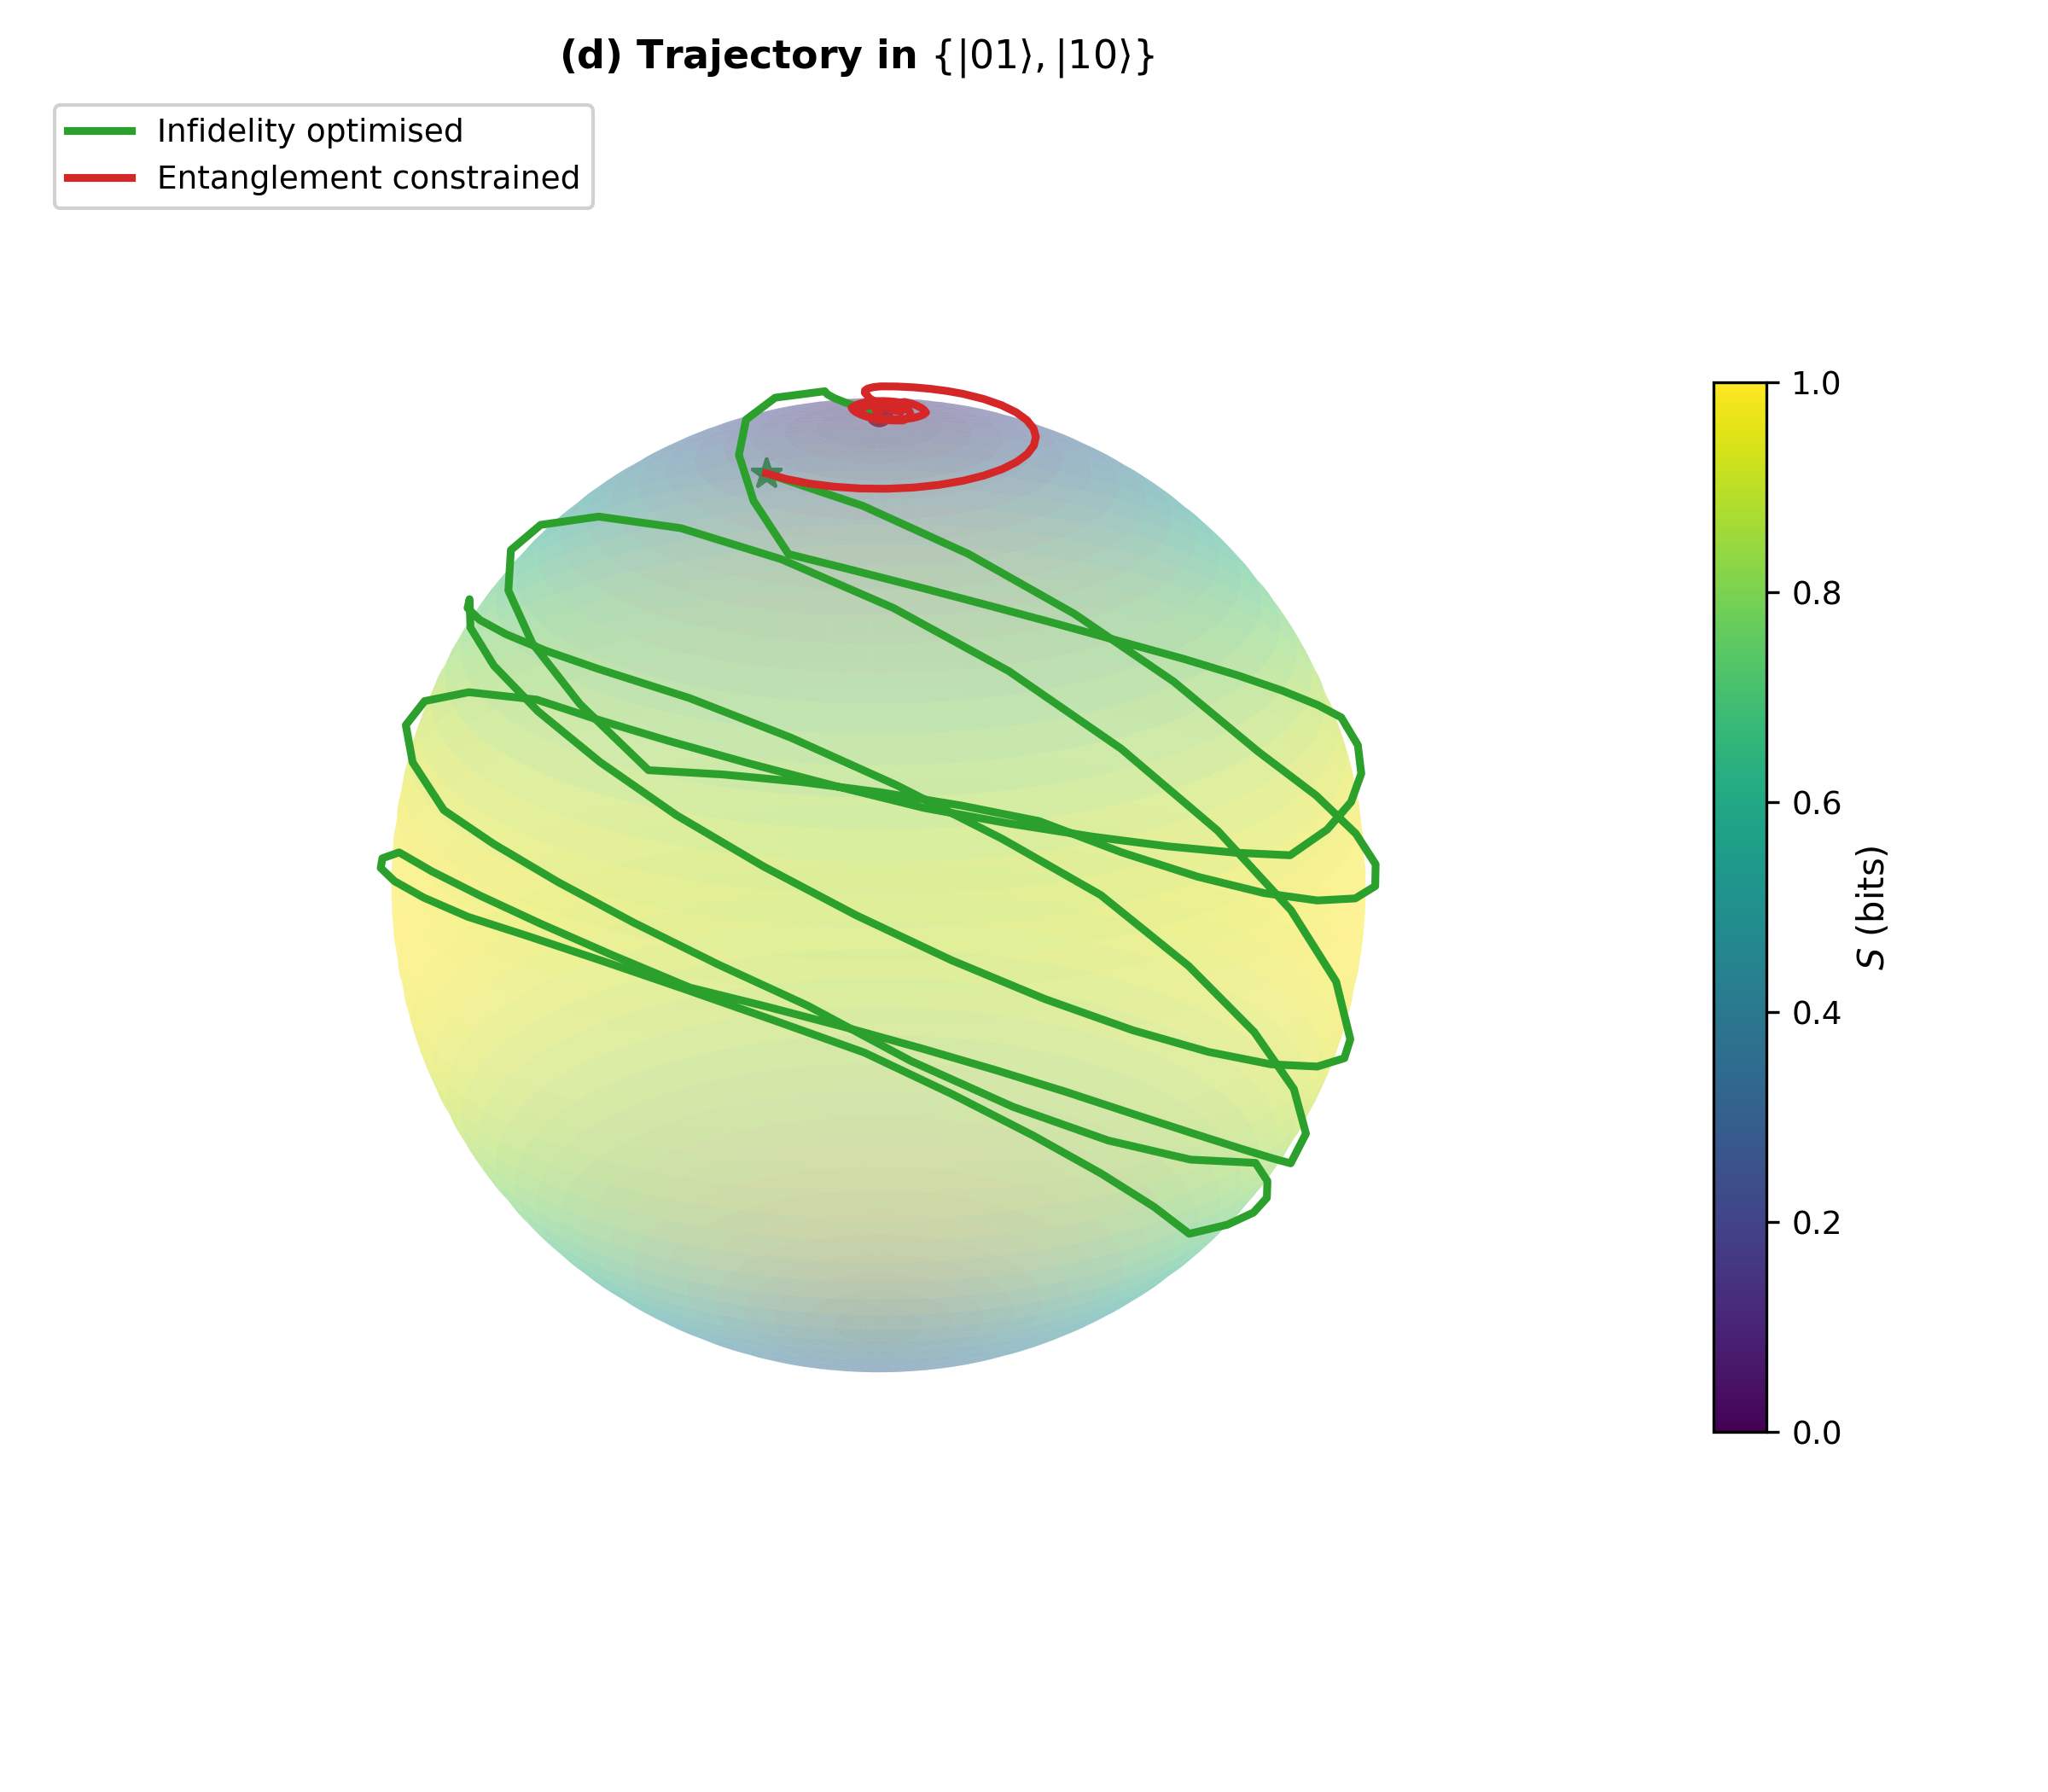 (d) Trajectory in {|01⟩, |10⟩}
Infidelity optimised
Entanglement constrained
1.0
0.8
0.6
0.4
0.2
0.0
S (bits)